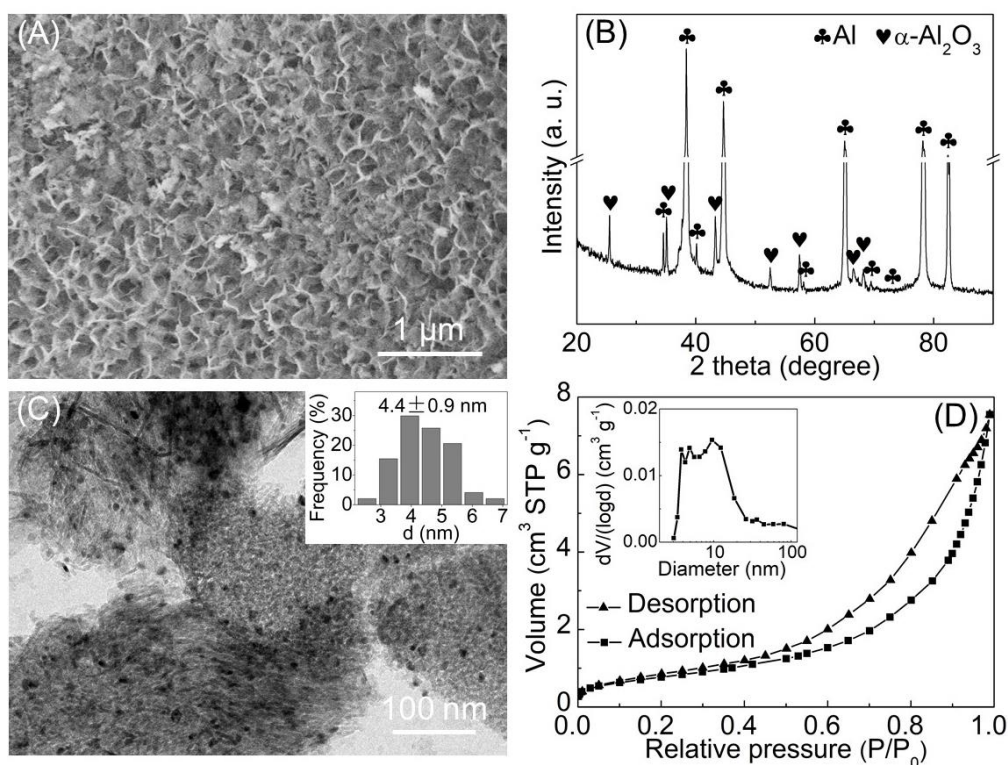 (A)
1 μm
(B)
♣Al ♥α-Al₂O₃
Intensity (a. u.)
20 40 60 80
2 theta (degree)
(C)
4.4±0.9 nm
Frequency (%)
30
20
10
0
3 4 5 6 7
d (nm)
100 nm
(D)
Volume (cm³ STP g⁻¹)
8
6
4
2
0
0.02
0.01
0.00
dV/(logd) (cm³ g⁻¹)
10 100
Diameter (nm)
Desorption
Adsorption
0.0 0.2 0.4 0.6 0.8 1.0
Relative pressure (P/P₀)